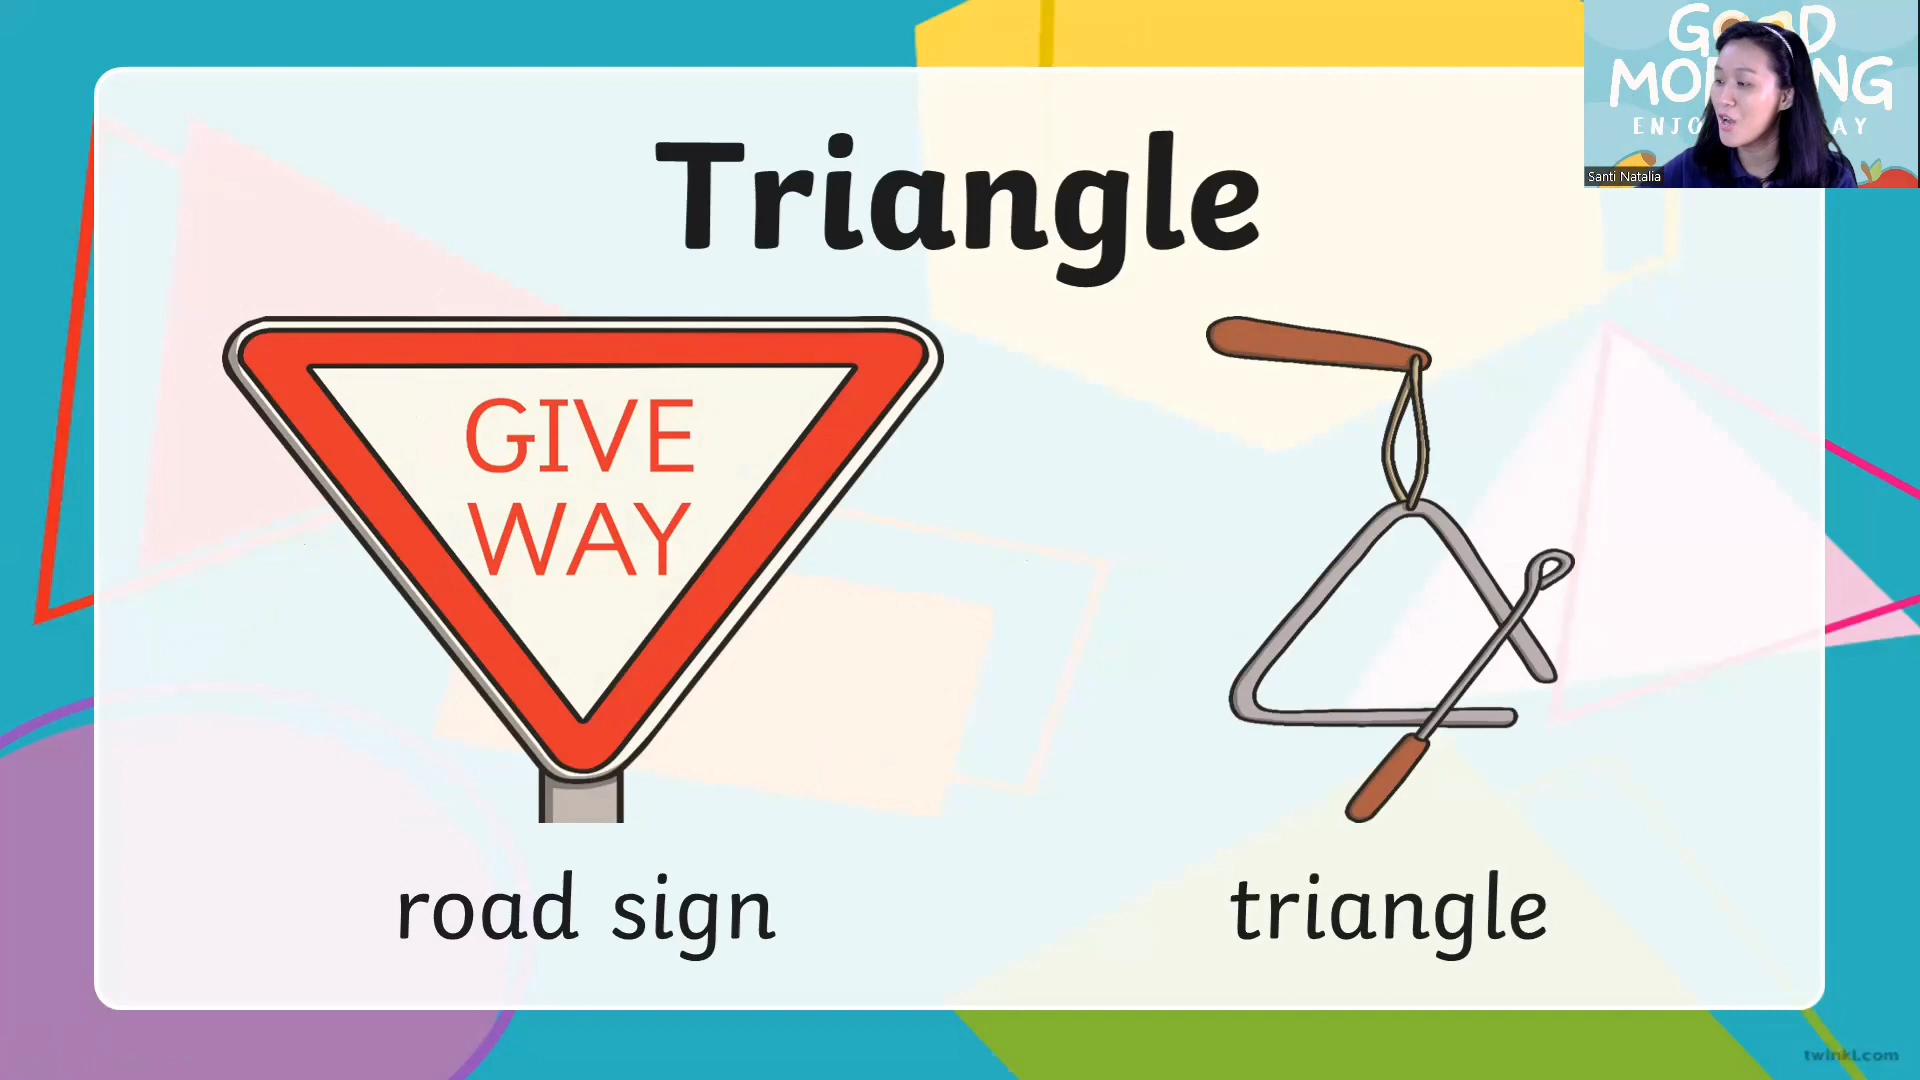 Triangle
GIVE
WAY
road sign
triangle
Santi Natalia
twinkl.com